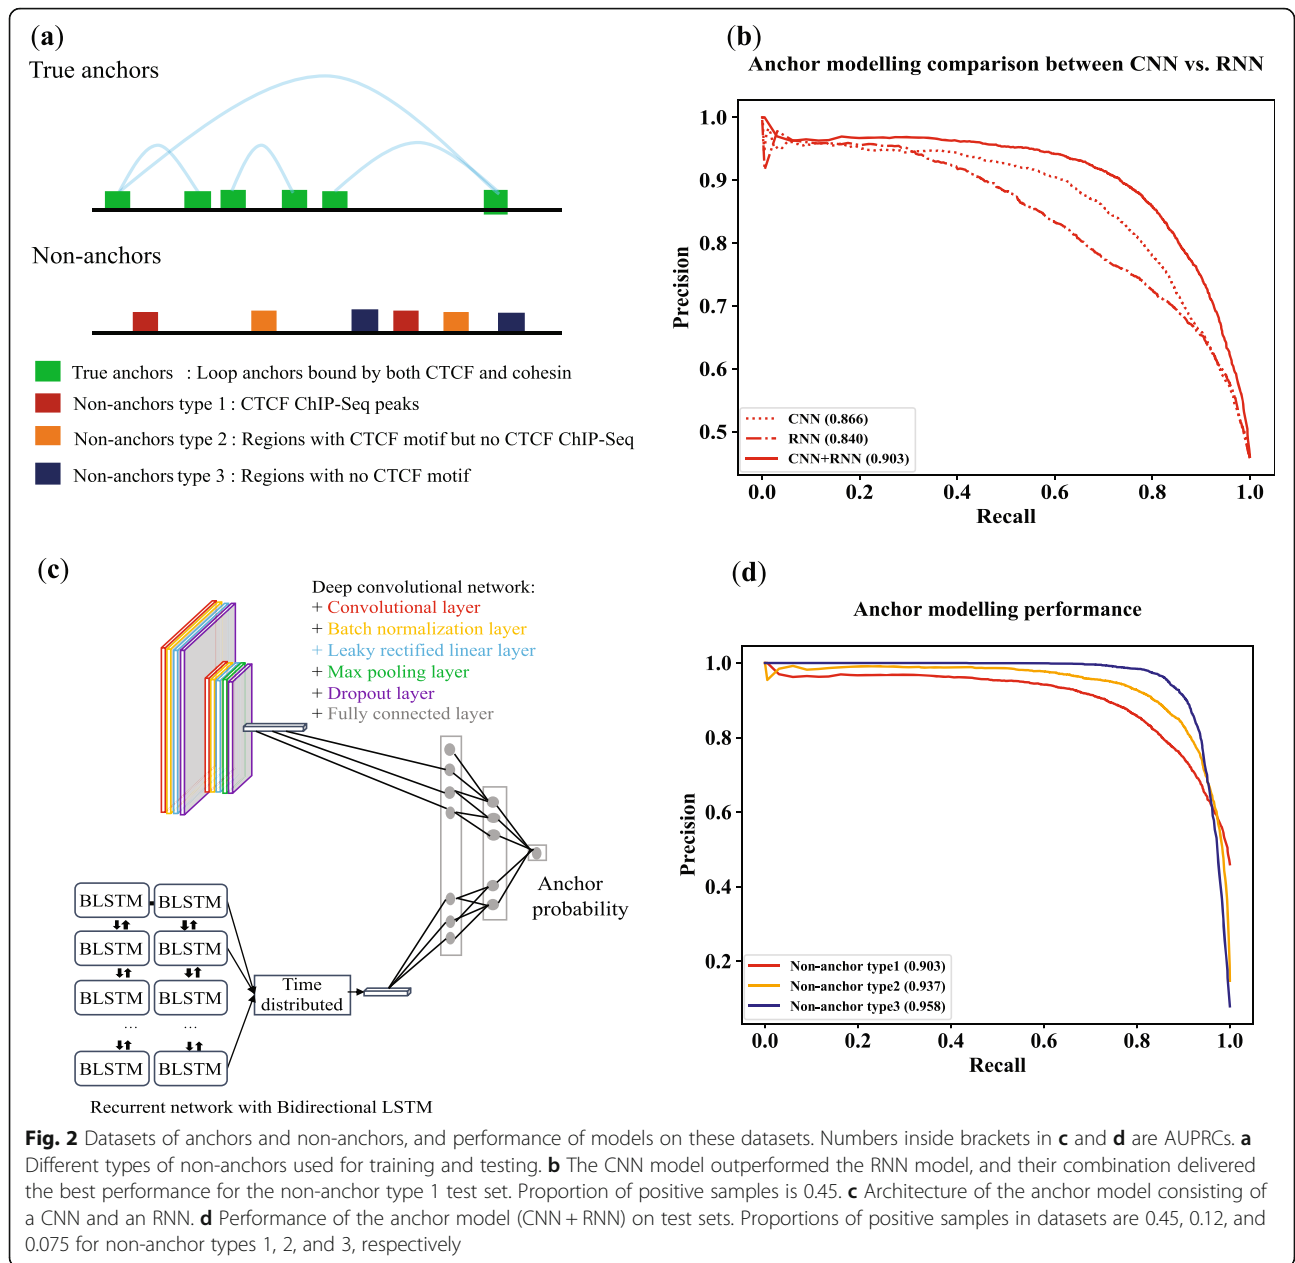 (a)
True anchors
Non-anchors
True anchors : Loop anchors bound by both CTCF and cohesin
Non-anchors type 1 : CTCF ChIP-Seq peaks
Non-anchors type 2 : Regions with CTCF motif but no CTCF ChIP-Seq
Non-anchors type 3 : Regions with no CTCF motif
(b)
Anchor modelling comparison between CNN vs. RNN
1.0
0.9
0.8
0.7
0.6
0.5
Precision
CNN (0.866)
RNN (0.840)
CNN+RNN (0.903)
0.0 0.2 0.4 0.6 0.8 1.0
Recall
(c)
Deep convolutional network:
+ Convolutional layer
+ Batch normalization layer
+ Leaky rectified linear layer
+ Max pooling layer
+ Dropout layer
+ Fully connected layer
Anchor
probability
BLSTM BLSTM
BLSTM BLSTM
BLSTM BLSTM
... ...
BLSTM BLSTM
Time
distributed
Recurrent network with Bidirectional LSTM
(d)
Anchor modelling performance
1.0
0.8
0.6
0.4
0.2
Precision
Non-anchor type1 (0.903)
Non-anchor type2 (0.937)
Non-anchor type3 (0.958)
0.0 0.2 0.4 0.6 0.8 1.0
Recall
Fig. 2 Datasets of anchors and non-anchors, and performance of models on these datasets. Numbers inside brackets in c and d are AUPRCs. a
Different types of non-anchors used for training and testing. b The CNN model outperformed the RNN model, and their combination delivered
the best performance for the non-anchor type 1 test set. Proportion of positive samples is 0.45. c Architecture of the anchor model consisting of
a CNN and an RNN. d Performance of the anchor model (CNN + RNN) on test sets. Proportions of positive samples in datasets are 0.45, 0.12, and
0.075 for non-anchor types 1, 2, and 3, respectively